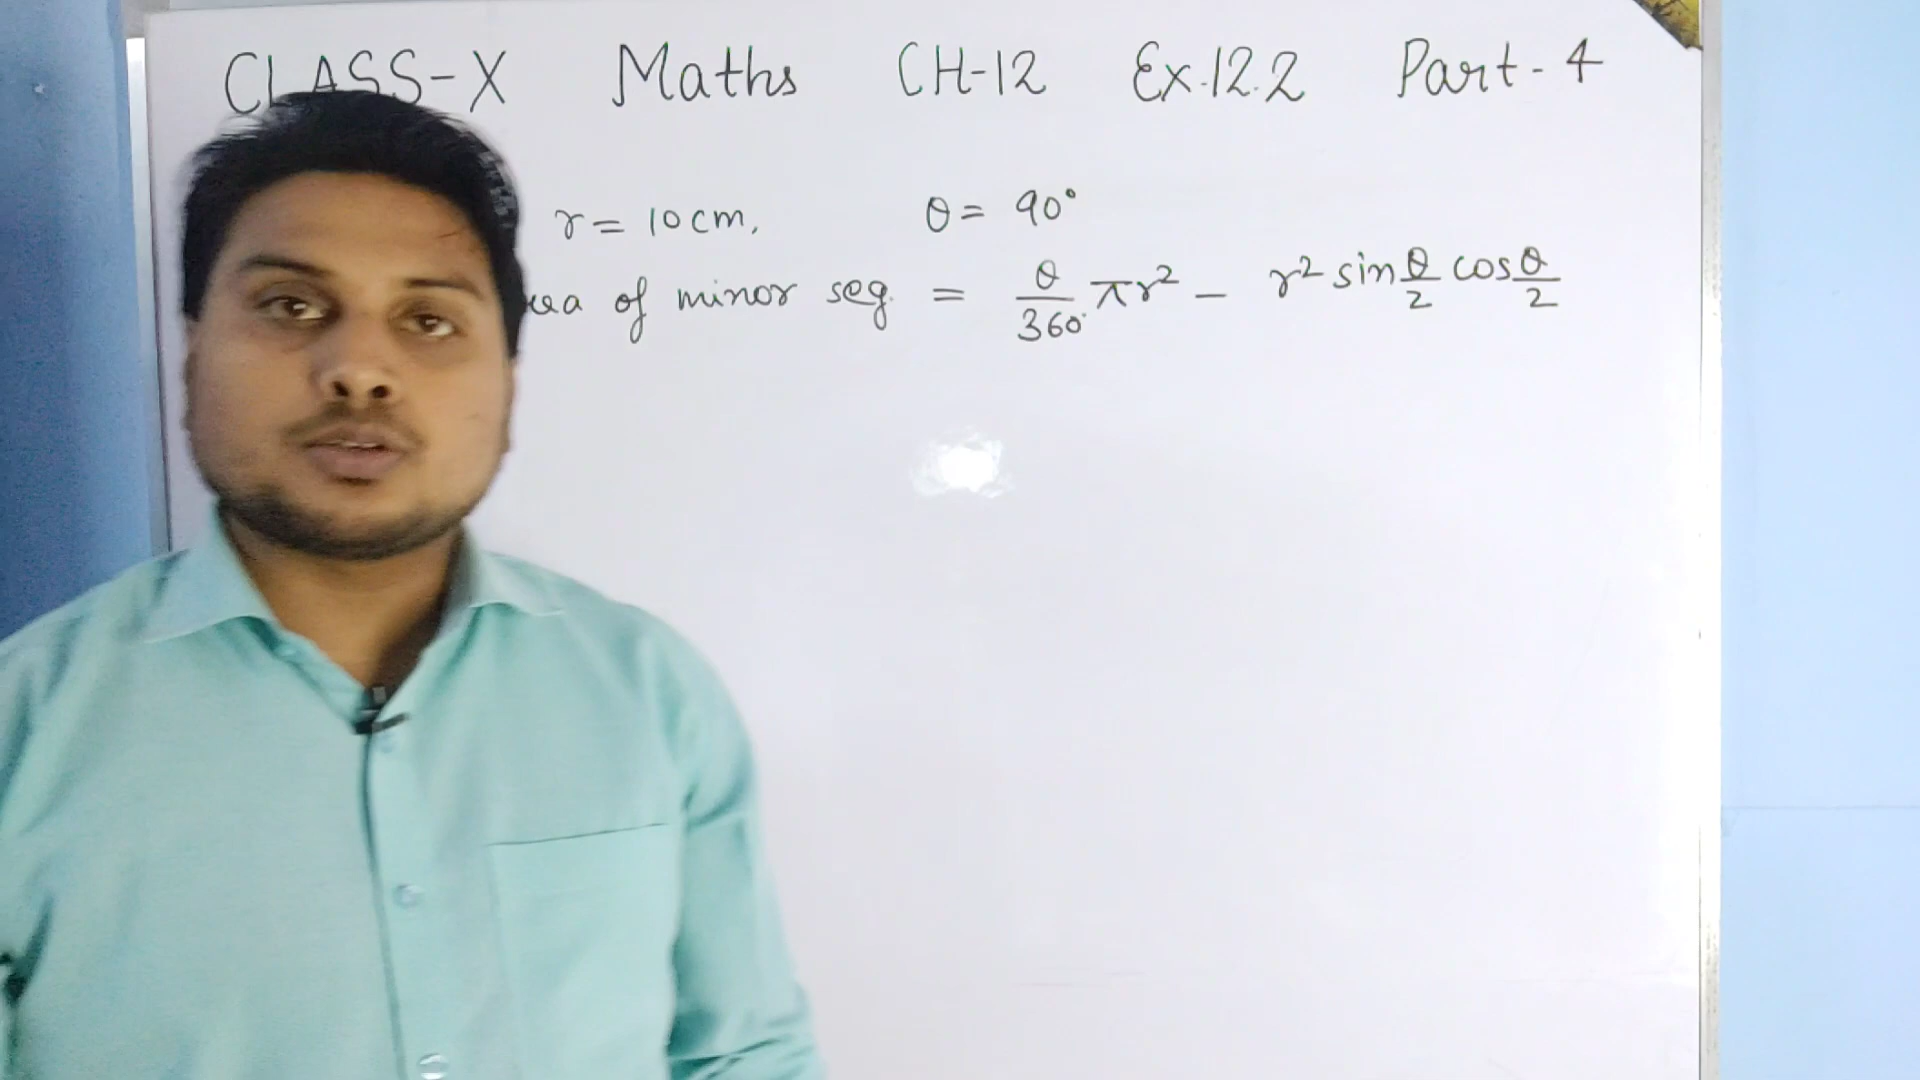 CLASS-X Maths CH-12 Ex.12.2 Part-4
r = 10 cm, θ = 90°
of minor seg. = θ/360° πr² - r² sin θ/2 cos θ/2